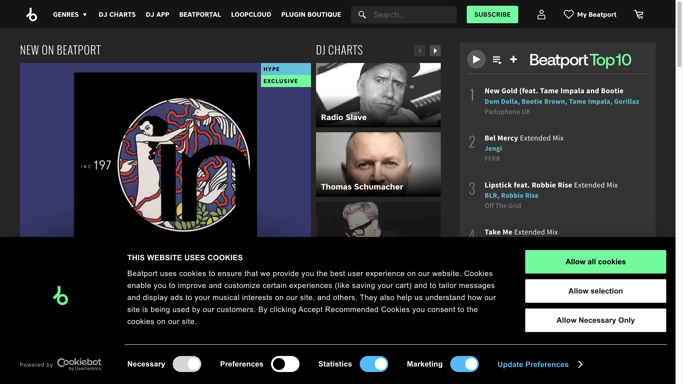 GENRES ▼ DJ CHARTS DJ APP BEATPORTAL LOOPCLOUD PLUGIN BOUTIQUE Search... SUBSCRIBE My Beatport
NEW ON BEATPORT
HYPE
EXCLUSIVE
INC 197
in
DJ CHARTS
Radio Slave
Thomas Schumacher
Beatport Top10
1
New Gold (feat. Tame Impala and Bootie
Dom Dolla, Bootie Brown, Tame Impala, Gorillaz
Parlophone UK
2
Bel Mercy Extended Mix
Jengi
FFRR
3
Lipstick feat. Robbie Rise Extended Mix
BLR, Robbie Rise
Off The Grid
4
Take Me Extended Mix
THIS WEBSITE USES COOKIES
Beatport uses cookies to ensure that we provide you the best user experience on our website. Cookies
enable you to improve and customize certain experiences (like saving your cart) and to tailor messages
and display ads to your musical interests on our site, and others. They also help us understand how our
site is being used by our customers. By clicking Accept Recommended Cookies you consent to the
cookies on our site.
Allow all cookies
Allow selection
Allow Necessary Only
Powered by Cookiebot
by Usercentrics
Necessary Preferences Statistics Marketing Update Preferences